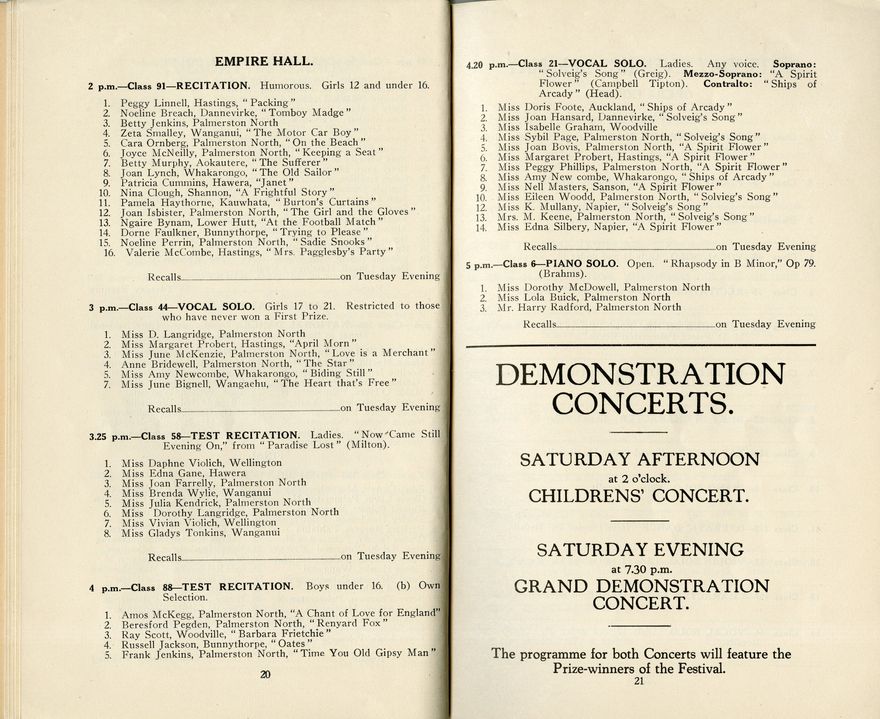 EMPIRE HALL.
2 p.m.—Class 91—RECITATION. Humorous. Girls 12 and under 16.
1. Peggy Linnell, Hastings, "Packing"
2. Noeline Breach, Dannevirke, "Tomboy Madge"
3. Betty Jenkins, Palmerston North
4. Zeta Smalley, Wanganui, "The Motor Car Boy"
5. Cara Ornberg, Palmerston North, "On the Beach"
6. Joyce McNeilly, Palmerston North, "Keeping a Seat"
7. Betty Murphy, Aokautere, "The Sufferer"
8. Joan Lynch, Whakarongo, "The Old Sailor"
9. Patricia Cummins, Hawera, "Janet"
10. Nina Clough, Shannon, "A Frightful Story"
11. Pamela Haythorne, Kauwhata, "Burton's Curtains"
12. Joan Isbister, Palmerston North, "The Girl and the Gloves"
13. Ngaire Bynam, Lower Hutt, "At the Football Match"
14. Dorne Faulkner, Bunnythorpe, "Trying to Please"
15. Noeline Perrin, Palmerston North, "Sadie Snooks"
16. Valerie McCombe, Hastings, "Mrs. Pagglesby's Party"
Recalls on Tuesday Evening
3 p.m.—Class 44—VOCAL SOLO. Girls 17 to 21. Restricted to those
who have never won a First Prize.
1. Miss D. Langridge, Palmerston North
2. Miss Margaret Probert, Hastings, "April Morn"
3. Miss June McKenzie, Palmerston North, "Love is a Merchant"
4. Anne Bridewell, Palmerston North, "The Star"
5. Miss Amy Newcombe, Whakarongo, "Biding Still"
7. Miss June Bignell, Wangaehu, "The Heart that's Free"
Recalls on Tuesday Evening
3.25 p.m.—Class 58—TEST RECITATION. Ladies. "Now Came Still
Evening On," from "Paradise Lost" (Milton).
1. Miss Daphne Violich, Wellington
2. Miss Edna Gane, Hawera
3. Miss Joan Farrelly, Palmerston North
4. Miss Brenda Wylie, Wanganui
5. Miss Julia Kendrick, Palmerston North
6. Miss Dorothy Langridge, Palmerston North
7. Miss Vivian Violich, Wellington
8. Miss Gladys Tonkins, Wanganui
Recalls on Tuesday Evening
4 p.m.—Class 88—TEST RECITATION. Boys under 16. (b) Own
Selection.
1. Amos McKegg, Palmerston North, "A Chant of Love for England"
2. Beresford Pegden, Palmerston North, "Renyard Fox"
3. Ray Scott, Woodville, "Barbara Frietchie"
4. Russell Jackson, Bunnythorpe, "Oates"
5. Frank Jenkins, Palmerston North, "Time You Old Gipsy Man"
20
4.20 p.m.—Class 21—VOCAL SOLO. Ladies. Any voice. Soprano:
"Solveig's Song" (Greig). Mezzo-Soprano: "A Spirit
Flower" (Campbell Tipton). Contralto: "Ships of
Arcady" (Head).
1. Miss Doris Foote, Auckland, "Ships of Arcady"
2. Miss Joan Hansard, Dannevirke, "Solveig's Song"
3. Miss Isabelle Graham, Woodville
4. Miss Sybil Page, Palmerston North, "Solveig's Song"
5. Miss Joan Bovis, Palmerston North, "A Spirit Flower"
6. Miss Margaret Probert, Hastings, "A Spirit Flower"
7. Miss Peggy Phillips, Palmerston North, "A Spirit Flower"
8. Miss Amy New combe, Whakarongo, "Ships of Arcady"
9. Miss Nell Masters, Sanson, "A Spirit Flower"
10. Miss Eileen Woodd, Palmerston North, "Solvieg's Song"
12. Miss K. Mullany, Napier, "Solveig's Song"
13. Mrs. M. Keene, Palmerston North, "Solveig's Song"
14. Miss Edna Silbery, Napier, "A Spirit Flower"
Recalls on Tuesday Evening
5 p.m.—Class 6—PIANO SOLO. Open. "Rhapsody in B Minor," Op 79.
(Brahms).
1. Miss Dorothy McDowell, Palmerston North
2. Miss Lola Buick, Palmerston North
3. Mr. Harry Radford, Palmerston North
Recalls on Tuesday Evening
DEMONSTRATION
CONCERTS.
SATURDAY AFTERNOON
at 2 o'clock.
CHILDRENS' CONCERT.
SATURDAY EVENING
at 7.30 p.m.
GRAND DEMONSTRATION
CONCERT.
The programme for both Concerts will feature the
Prize-winners of the Festival.
21